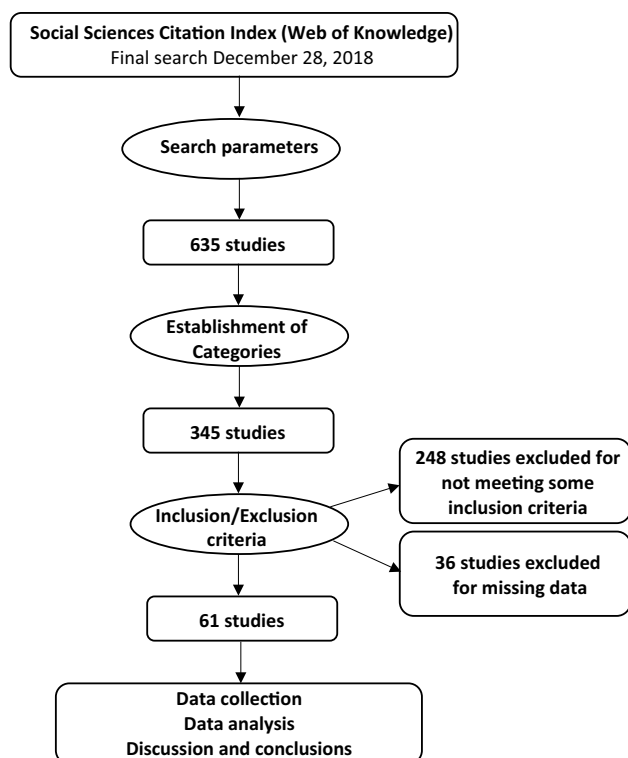 Social Sciences Citation Index (Web of Knowledge)
Final search December 28, 2018
Search parameters
635 studies
Establishment of
Categories
345 studies
248 studies excluded for
not meeting some
inclusion criteria
Inclusion/Exclusion
criteria
36 studies excluded
for missing data
61 studies
Data collection
Data analysis
Discussion and conclusions